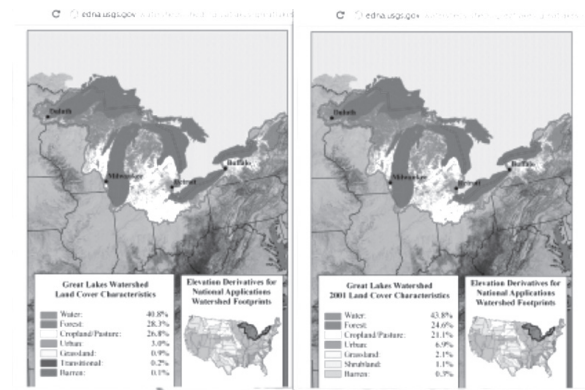 edna.usgs.gov
Duluth
Milwaukee
Detroit
Buffalo
Great Lakes Watershed
Land Cover Characteristics
Water: 40.8%
Forest: 28.3%
Cropland/Pasture: 26.8%
Urban: 3.0%
Grassland: 0.9%
Transitional: 0.2%
Barren: 0.1%
Elevation Derivatives for
National Applications
Watershed Footprints
edna.usgs.gov
Duluth
Milwaukee
Detroit
Buffalo
Great Lakes Watershed
2001 Land Cover Characteristics
Water: 43.8%
Forest: 24.6%
Cropland/Pasture: 21.1%
Urban: 6.9%
Grassland: 2.1%
Shrubland: 1.1%
Barren: 0.3%
Elevation Derivatives for
National Applications
Watershed Footprints